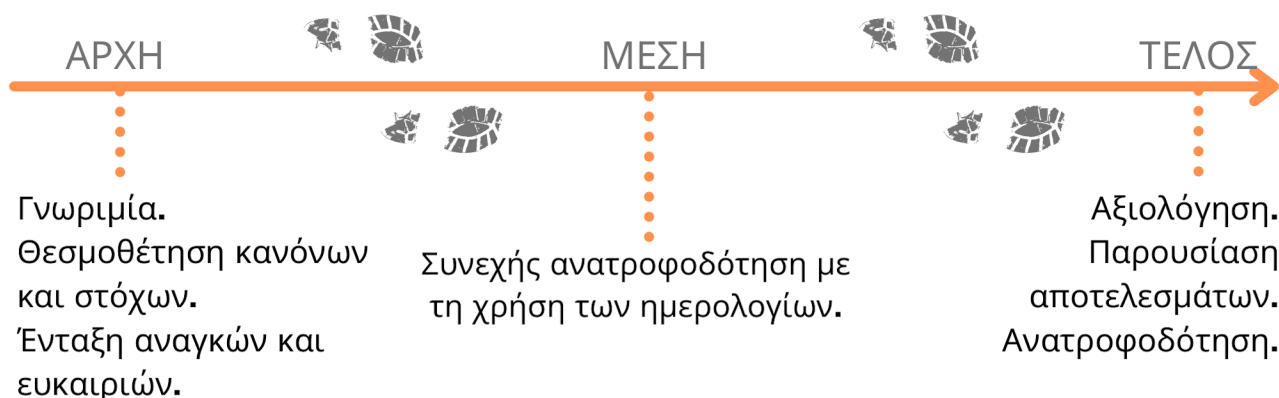 ΑΡΧΗ
ΜΕΣΗ
ΤΕΛΟΣ
Γνωριμία.
Θεσμοθέτηση κανόνων
και στόχων.
Ένταξη αναγκών και
ευκαιριών.
Συνεχής ανατροφοδότηση με
τη χρήση των ημερολογίων.
Αξιολόγηση.
Παρουσίαση
αποτελεσμάτων.
Ανατροφοδότηση.